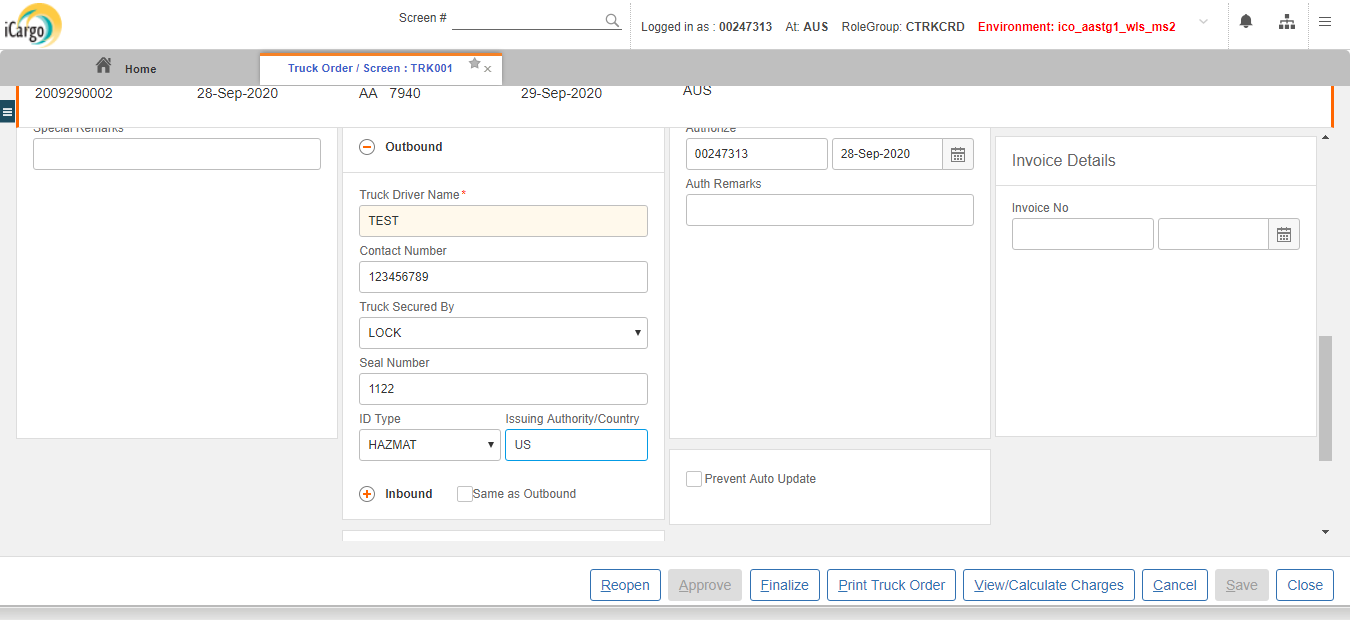 iCargo
Screen #
Logged in as : 00247313 At: AUS RoleGroup: CTRKCRD Environment: ico_aastg1_wls_ms2
Home
Truck Order / Screen : TRK001
2009290002 28-Sep-2020 AA 7940 29-Sep-2020 AUS
Special Remarks
Outbound
Truck Driver Name*
TEST
Contact Number
123456789
Truck Secured By
LOCK
Seal Number
1122
ID Type Issuing Authority/Country
HAZMAT US
Inbound Same as Outbound
Authorize
00247313 28-Sep-2020
Auth Remarks
Prevent Auto Update
Invoice Details
Invoice No
Reopen Approve Finalize Print Truck Order View/Calculate Charges Cancel Save Close